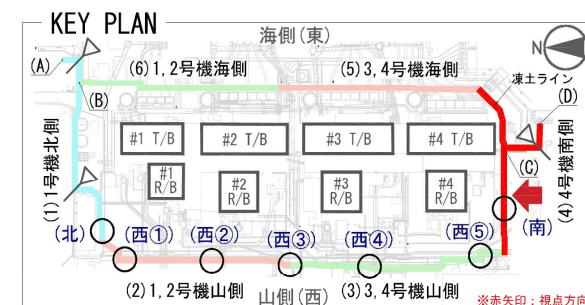 KEY PLAN
海側(東)
N
(A)
(6)1,2号機海側
(5)3,4号機海側
凍土ライン
(B)
(D)
#1 T/B
#2 T/B
#3 T/B
#4 T/B
(C)
(1)1号機北側
(4)4号機南側
#1
R/B
#2
R/B
#3
R/B
#4
R/B
(北)
(西①)
(西②)
(西③)
(西④)
(西⑤)
(南)
(2)1,2号機山側
(3)3,4号機山側
山側(西)
※赤矢印:視点方向